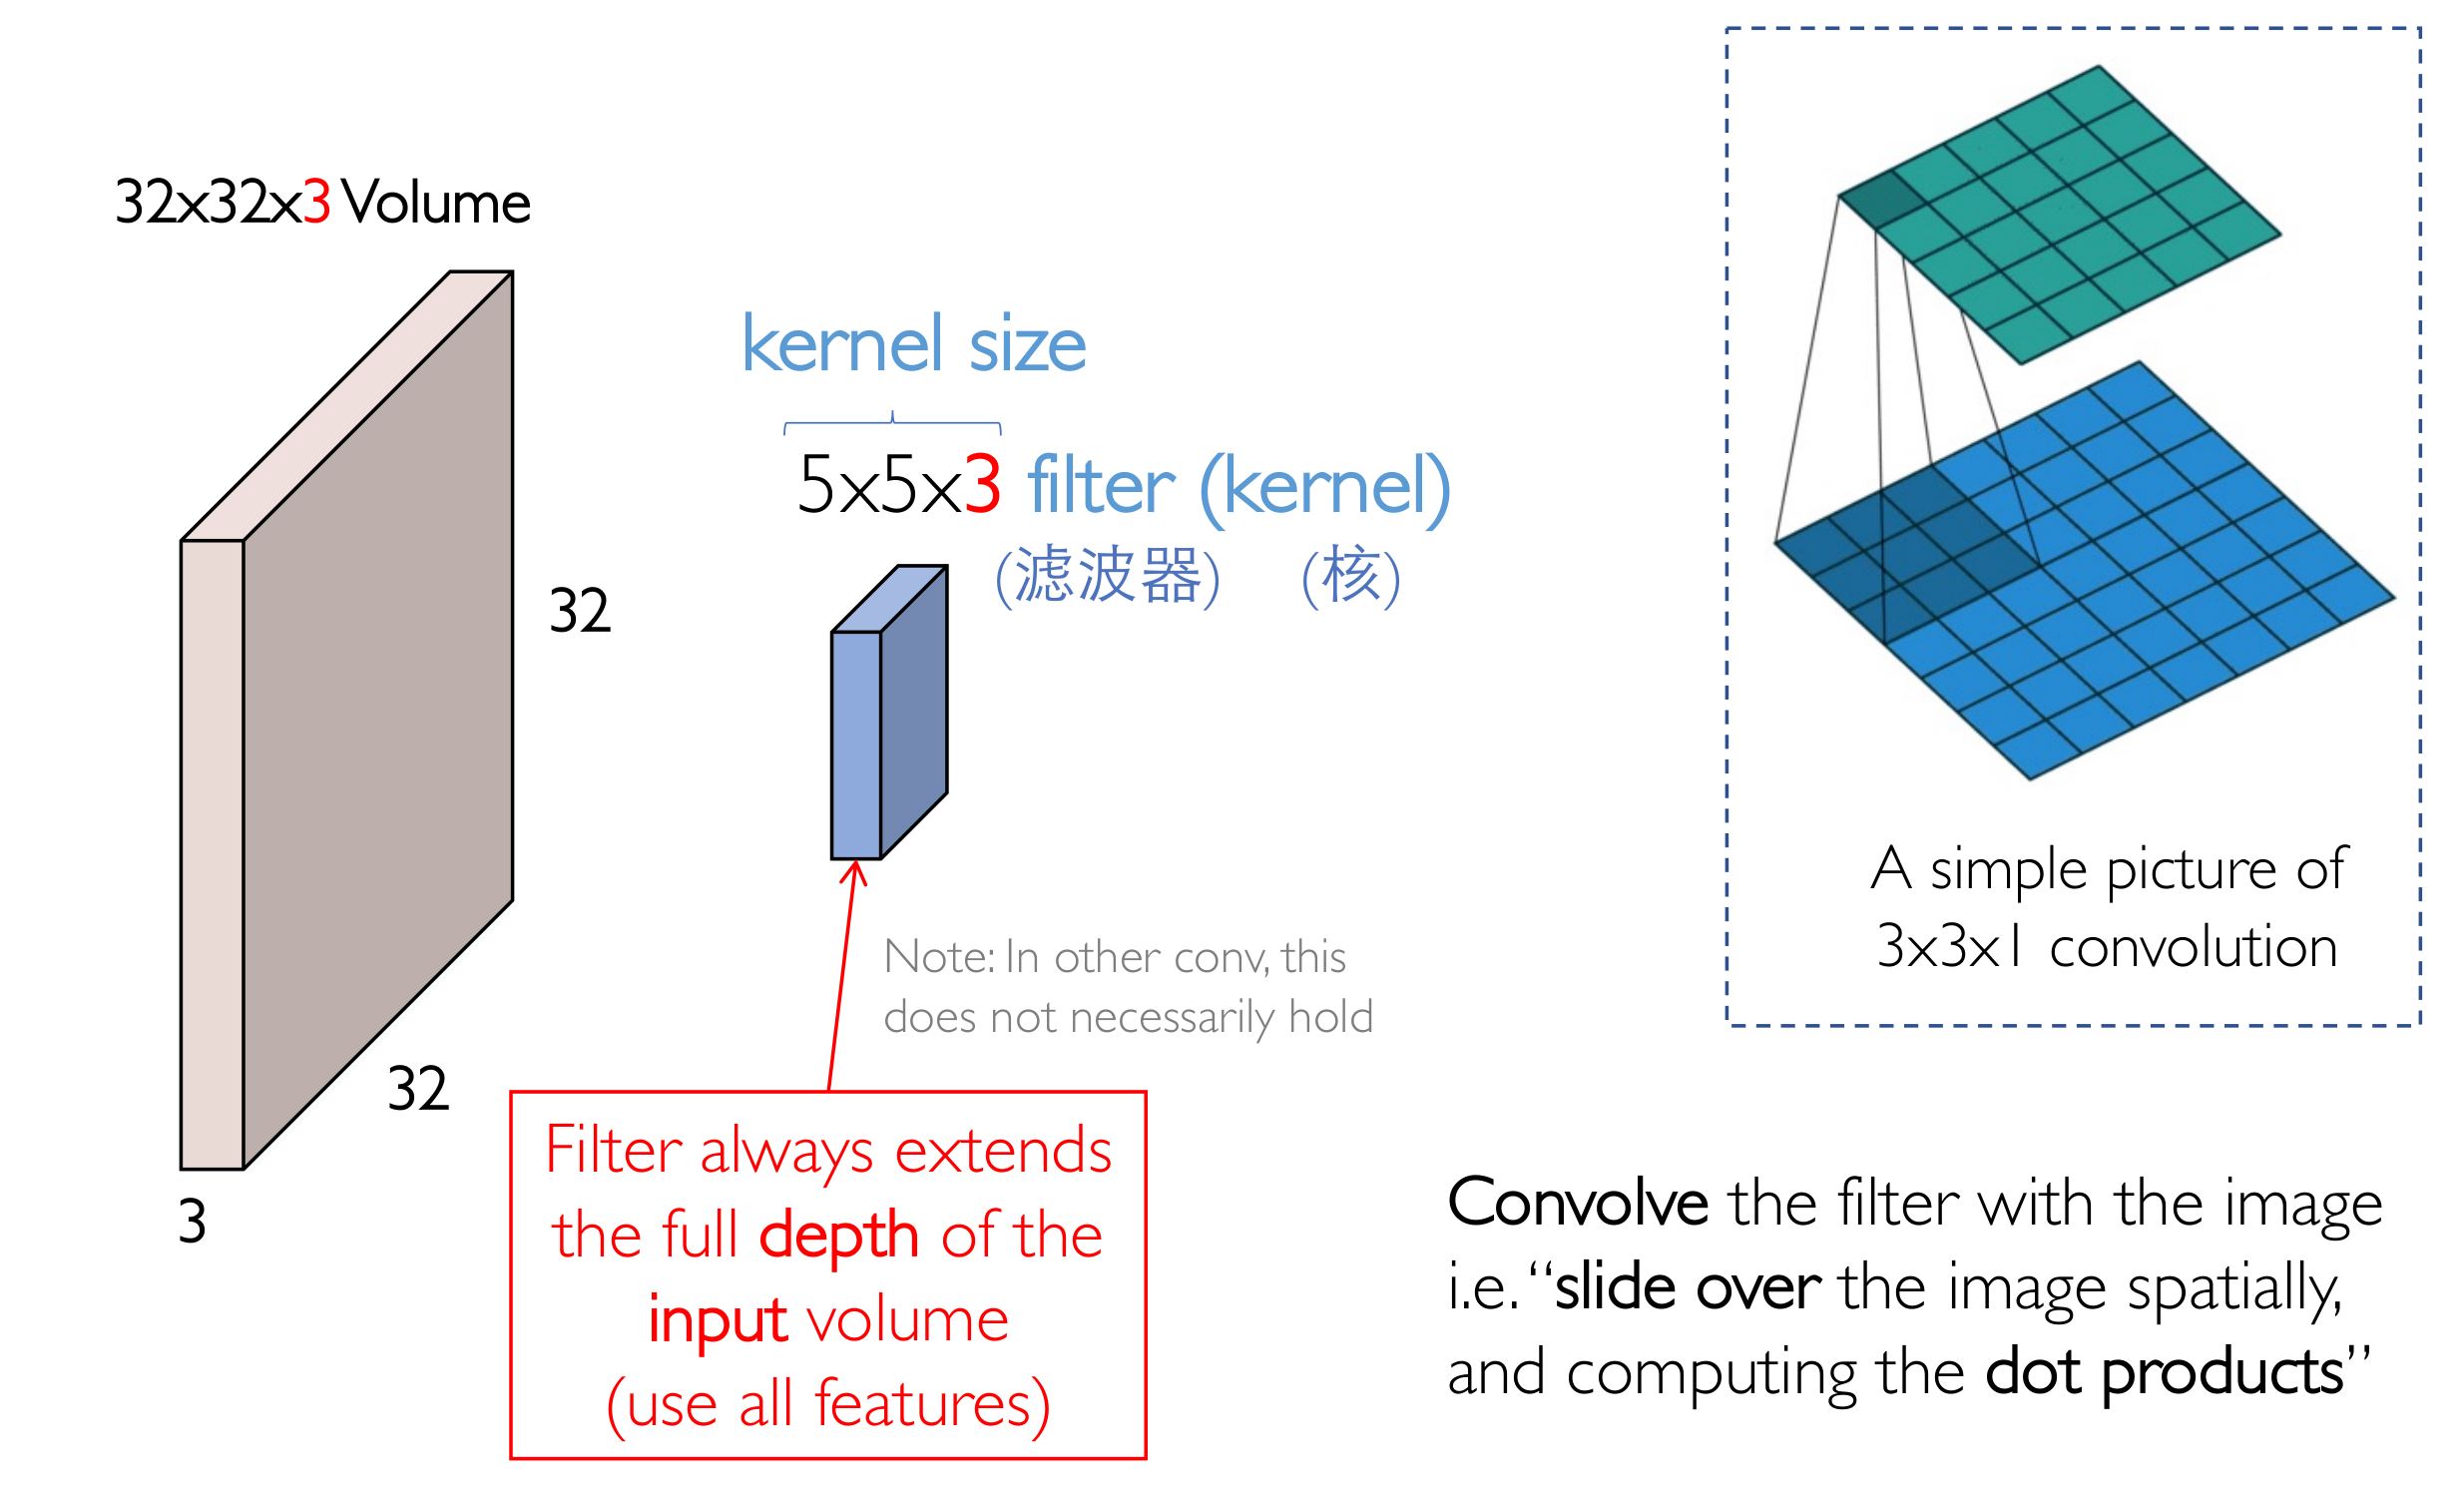 32x32x3 Volume
32
32
3
kernel size
5x5x3 filter (kernel)
(滤波器) (核)
Note: In other conv, this
does not necessarily hold
Filter always extends
the full depth of the
input volume
(use all features)
A simple picture of
3x3x1 convolution
Convolve the filter with the image
i.e. “slide over the image spatially,
and computing the dot products”